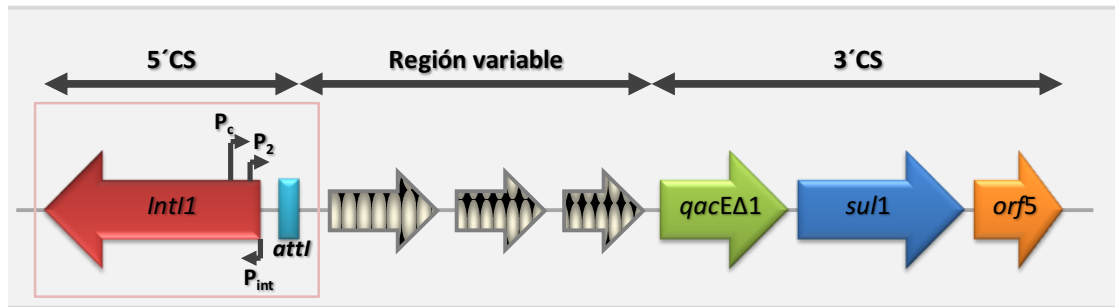 5´CS Región variable 3´CS
Pc
P2
IntI1 qacEΔ1 sul1 orf5
attI
Pint